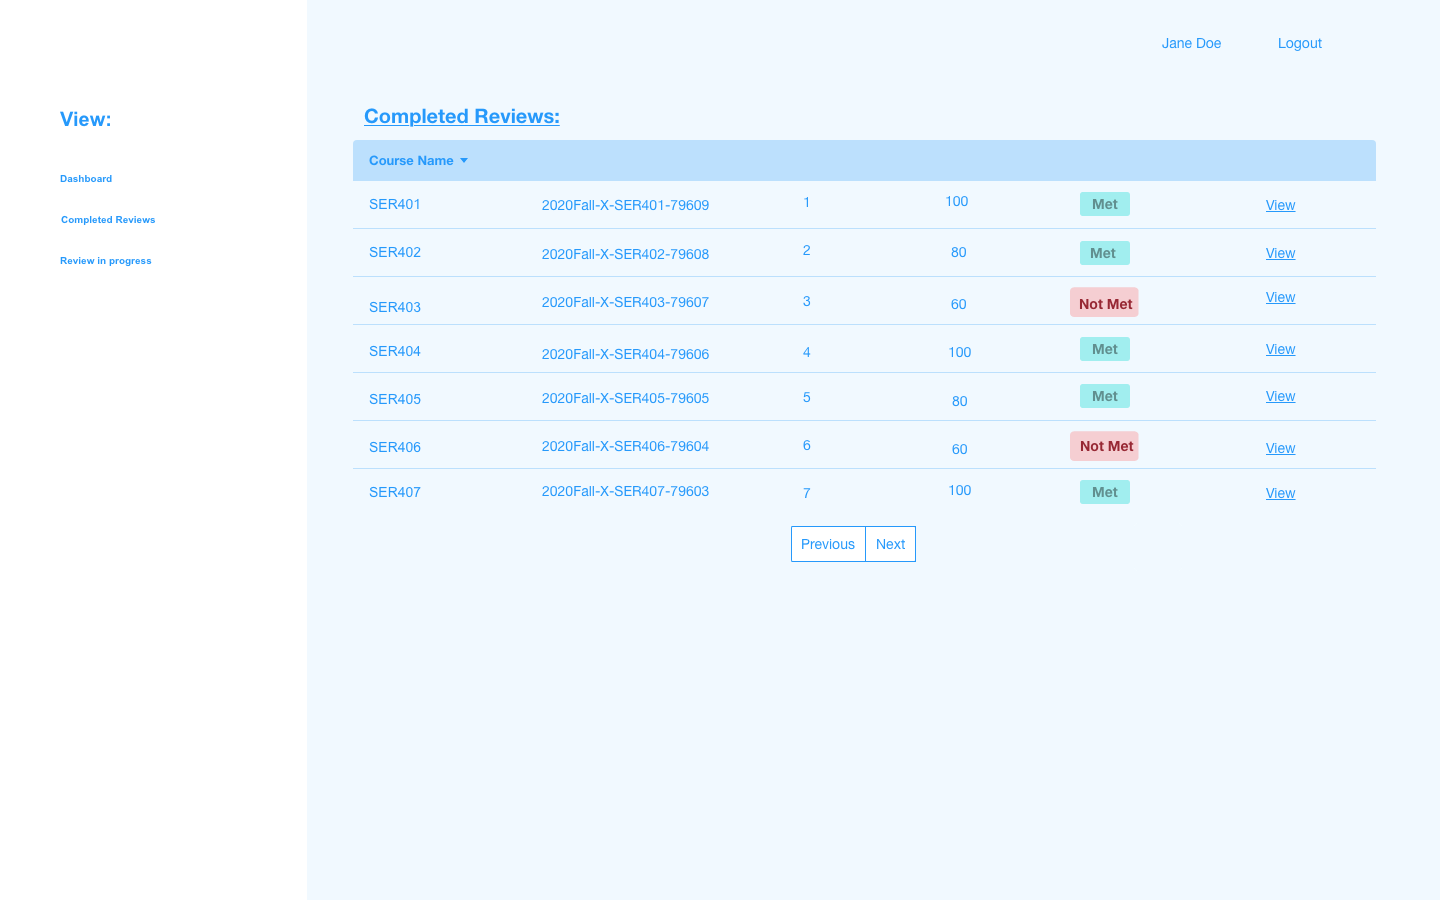 Jane Doe Logout
View:
Completed Reviews:
Course Name
Dashboard
Completed Reviews
Review in progress
SER401 2020Fall-X-SER401-79609 1 100 Met View
SER402 2020Fall-X-SER402-79608 2 80 Met View
SER403 2020Fall-X-SER403-79607 3 60 Not Met View
SER404 2020Fall-X-SER404-79606 4 100 Met View
SER405 2020Fall-X-SER405-79605 5 80 Met View
SER406 2020Fall-X-SER406-79604 6 60 Not Met View
SER407 2020Fall-X-SER407-79603 7 100 Met View
Previous Next